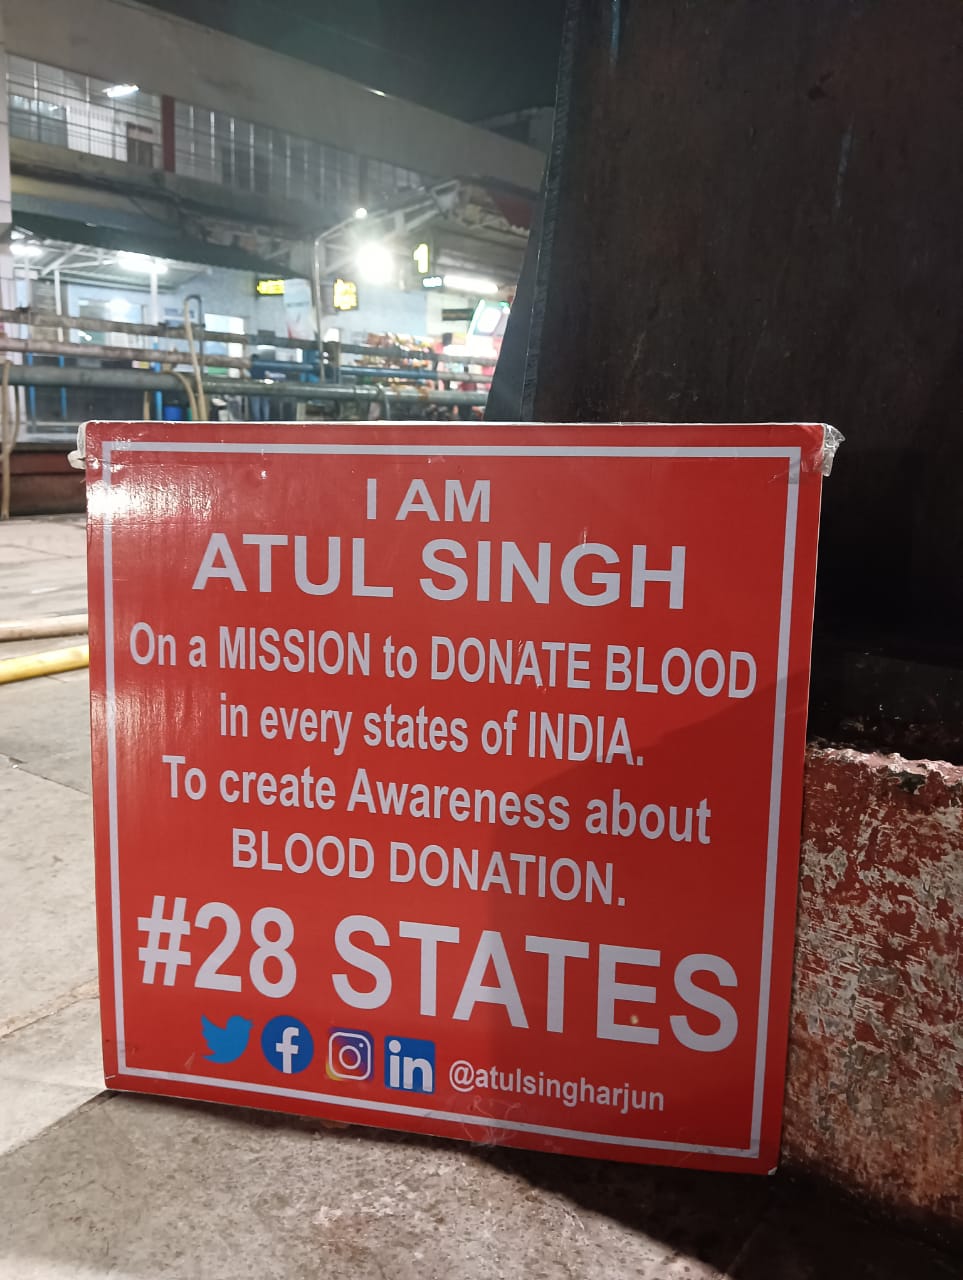 1
I AM
ATUL SINGH
On a MISSION to DONATE BLOOD
in every states of INDIA.
To create Awareness about
BLOOD DONATION.
#28 STATES
@atulsingharjun